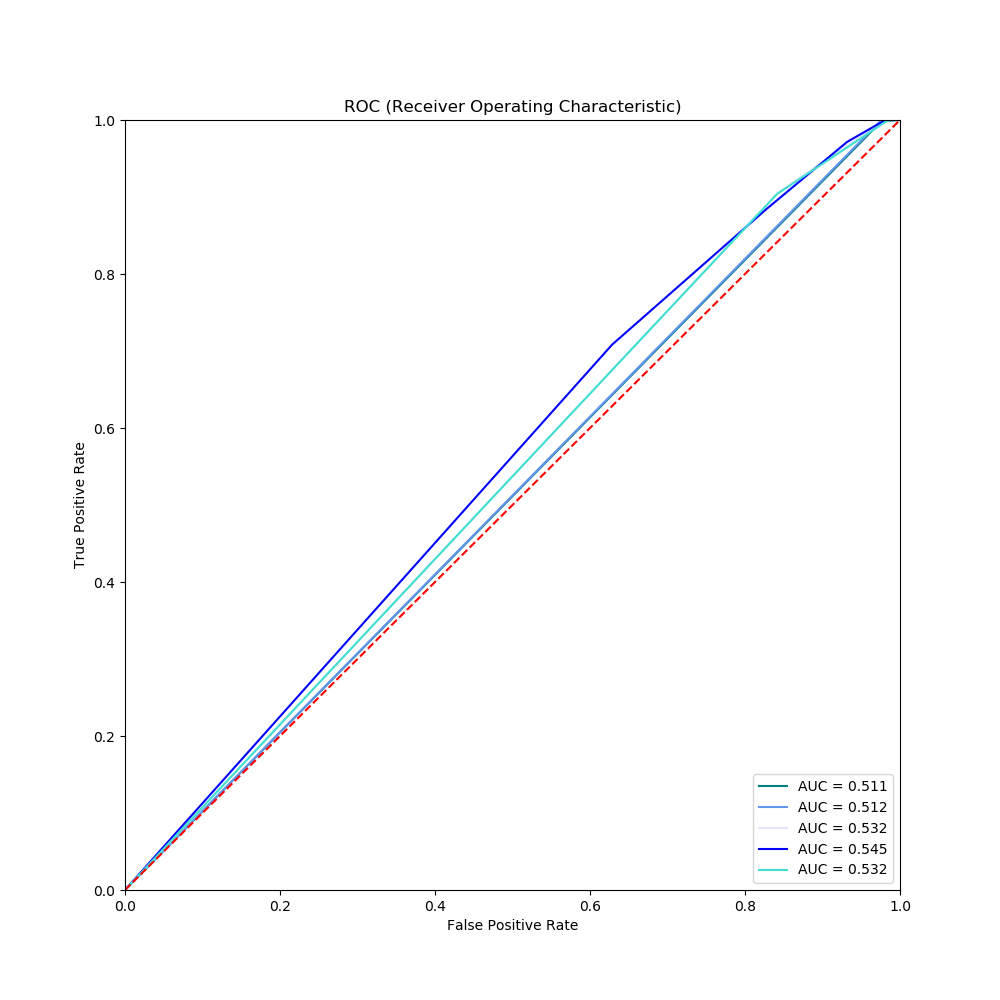 ROC (Receiver Operating Characteristic)
1.0
0.8
0.6
0.4
0.2
0.0
True Positive Rate
0.0 0.2 0.4 0.6 0.8 1.0
False Positive Rate
AUC = 0.511
AUC = 0.512
AUC = 0.532
AUC = 0.545
AUC = 0.532